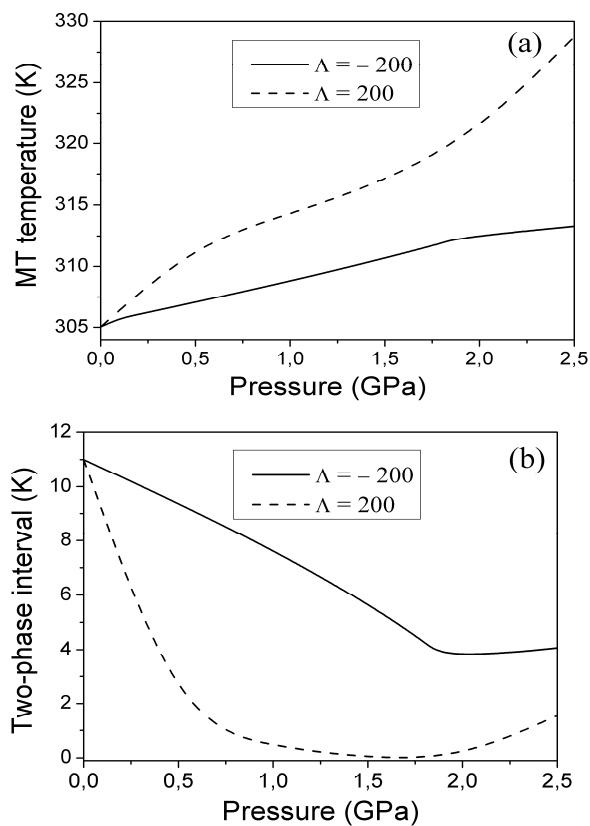 330
325
320
315
310
305
MT temperature (K)
(a)
Λ = – 200
Λ = 200
0,0 0,5 1,0 1,5 2,0 2,5
Pressure (GPa)
12
10
8
6
4
2
0
Two-phase interval (K)
(b)
Λ = – 200
Λ = 200
0,0 0,5 1,0 1,5 2,0 2,5
Pressure (GPa)